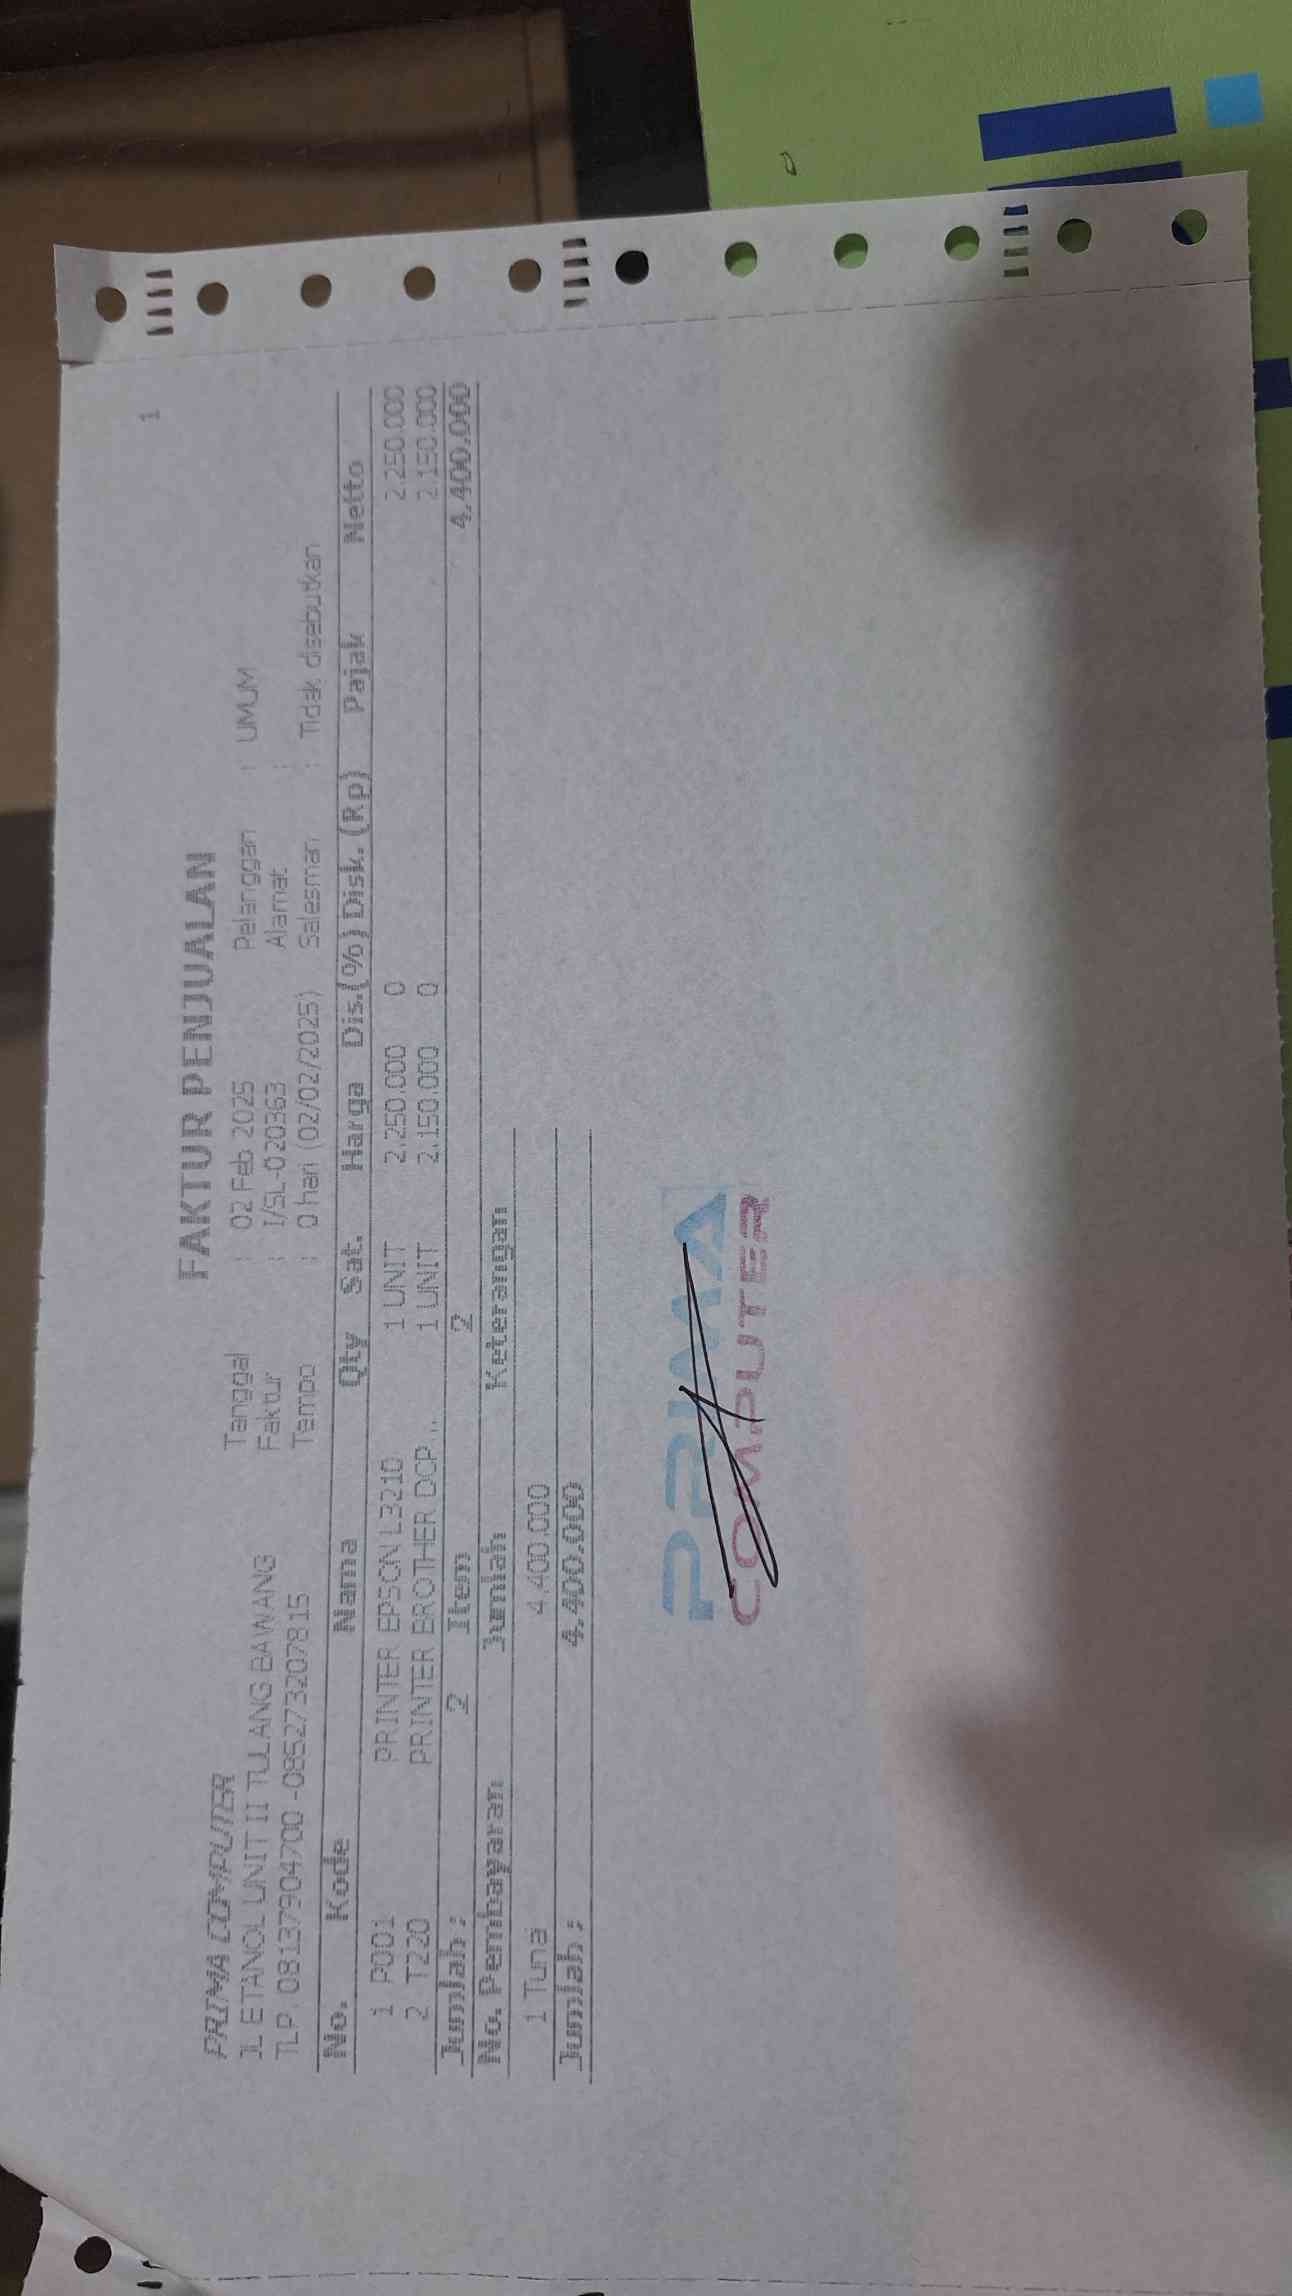 1
FAKTUR PENJUALAN
PRIMA COMPUTER Tanggal : 02 Feb 2025 Pelanggan : UMUM
JL ETANOL UNIT II TULANG BAWANG Faktur : I/SL-020363 Alamat :
TLP. 08137904700 -085273207815 Tempo : 0 hari (02/02/2025) Salesman : Tidak disebutkan
No. Kode Nama Qty Sat. Harga Dis.(%) Disk. (Rp) Pajak Netto
1 P001 PRINTER EPSON L3210 1 UNIT 2.250.000 0 2.250.000
2 T220 PRINTER BROTHER DCP ... 1 UNIT 2.150.000 0 2.150.000
Jumlah : 2 Item 2 4.400.000
No. Pembayaran Jumlah Keterangan
1 Tunai 4.400.000
Jumlah : 4.400.000
PRIMA
COMPUTER